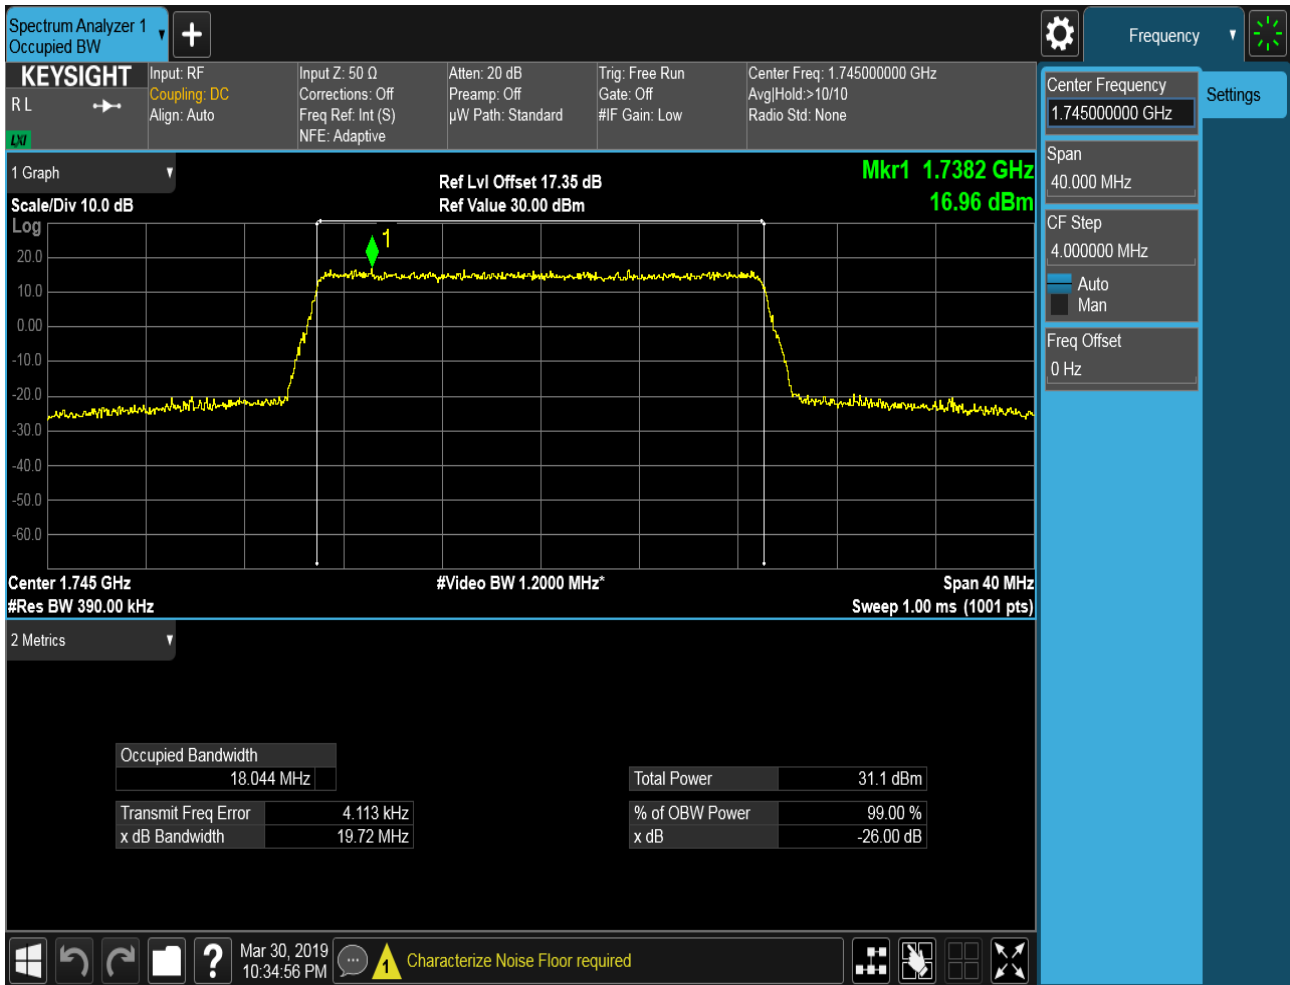 Spectrum Analyzer 1
Occupied BW
Frequency
KEYSIGHT
R L
LXI
Input: RF
Coupling: DC
Align: Auto
Input Z: 50 Ω
Corrections: Off
Freq Ref: Int (S)
NFE: Adaptive
Atten: 20 dB
Preamp: Off
µW Path: Standard
Trig: Free Run
Gate: Off
#IF Gain: Low
Center Freq: 1.745000000 GHz
Avg|Hold:>10/10
Radio Std: None
Center Frequency
1.745000000 GHz
Settings
Span
40.000 MHz
CF Step
4.000000 MHz
Auto
Man
Freq Offset
0 Hz
1 Graph
Scale/Div 10.0 dB
Ref Lvl Offset 17.35 dB
Ref Value 30.00 dBm
Mkr1 1.7382 GHz
16.96 dBm
Log
1
20.0
10.0
0.00
-10.0
-20.0
-30.0
-40.0
-50.0
-60.0
Center 1.745 GHz
#Video BW 1.2000 MHz*
Span 40 MHz
#Res BW 390.00 kHz
Sweep 1.00 ms (1001 pts)
2 Metrics
Occupied Bandwidth
18.044 MHz
Total Power 31.1 dBm
Transmit Freq Error 4.113 kHz
% of OBW Power 99.00 %
x dB Bandwidth 19.72 MHz
x dB -26.00 dB
?
Mar 30, 2019
10:34:56 PM
1
Characterize Noise Floor required